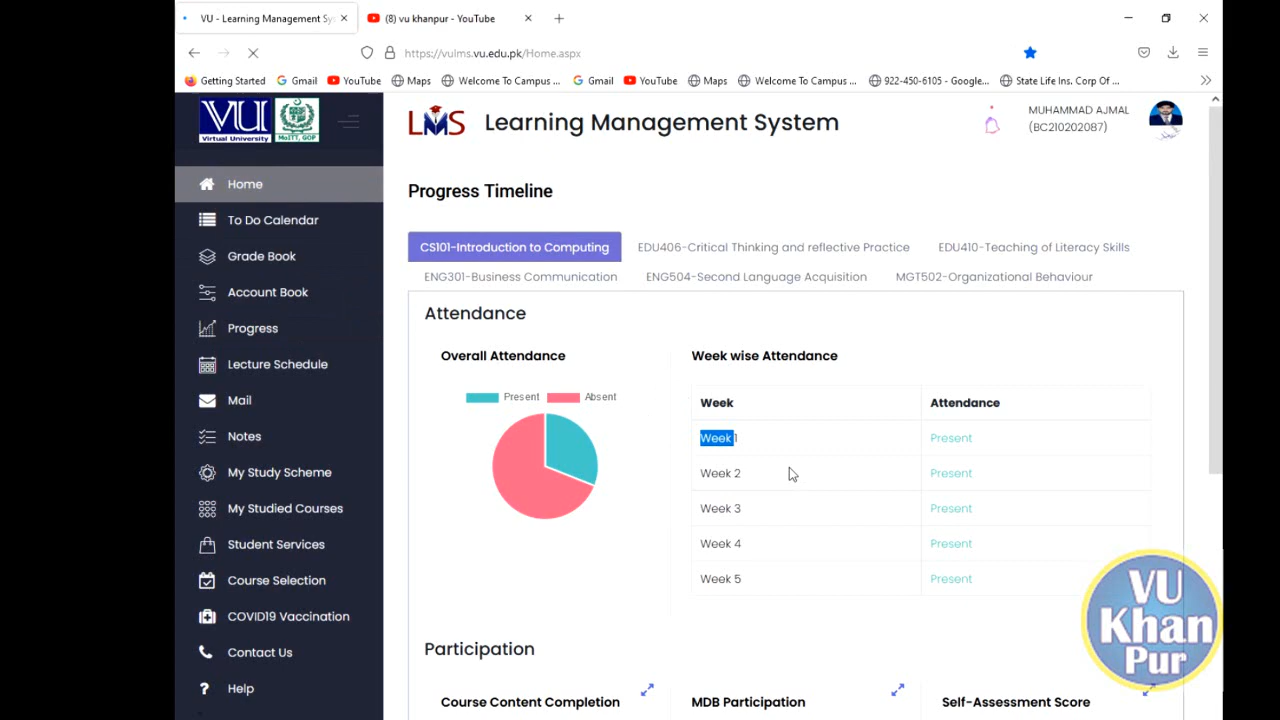 VU - Learning Management Sys
(8) vu khanpur - YouTube
https://vulms.vu.edu.pk/Home.aspx
Getting Started Gmail YouTube Maps Welcome To Campus ... Gmail YouTube Maps Welcome To Campus ... 922-450-6105 - Google... State Life Ins. Corp Of ...
VU
Virtual University
MoITT, GOP
LMS Learning Management System
MUHAMMAD AJMAL
(BC210202087)
Home
To Do Calendar
Grade Book
Account Book
Progress
Lecture Schedule
Mail
Notes
My Study Scheme
My Studied Courses
Student Services
Course Selection
COVID19 Vaccination
Contact Us
Help
Progress Timeline
CS101-Introduction to Computing EDU406-Critical Thinking and reflective Practice EDU410-Teaching of Literacy Skills
ENG301-Business Communication ENG504-Second Language Acquisition MGT502-Organizational Behaviour
Attendance
Overall Attendance
Present Absent
Week wise Attendance
Week Attendance
Week 1 Present
Week 2 Present
Week 3 Present
Week 4 Present
Week 5 Present
Participation
Course Content Completion MDB Participation Self-Assessment Score
VU
Khan
Pur